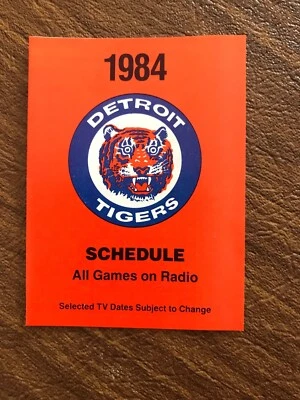 1984
DETROIT
TIGERS
SCHEDULE
All Games on Radio
Selected TV Dates Subject to Change